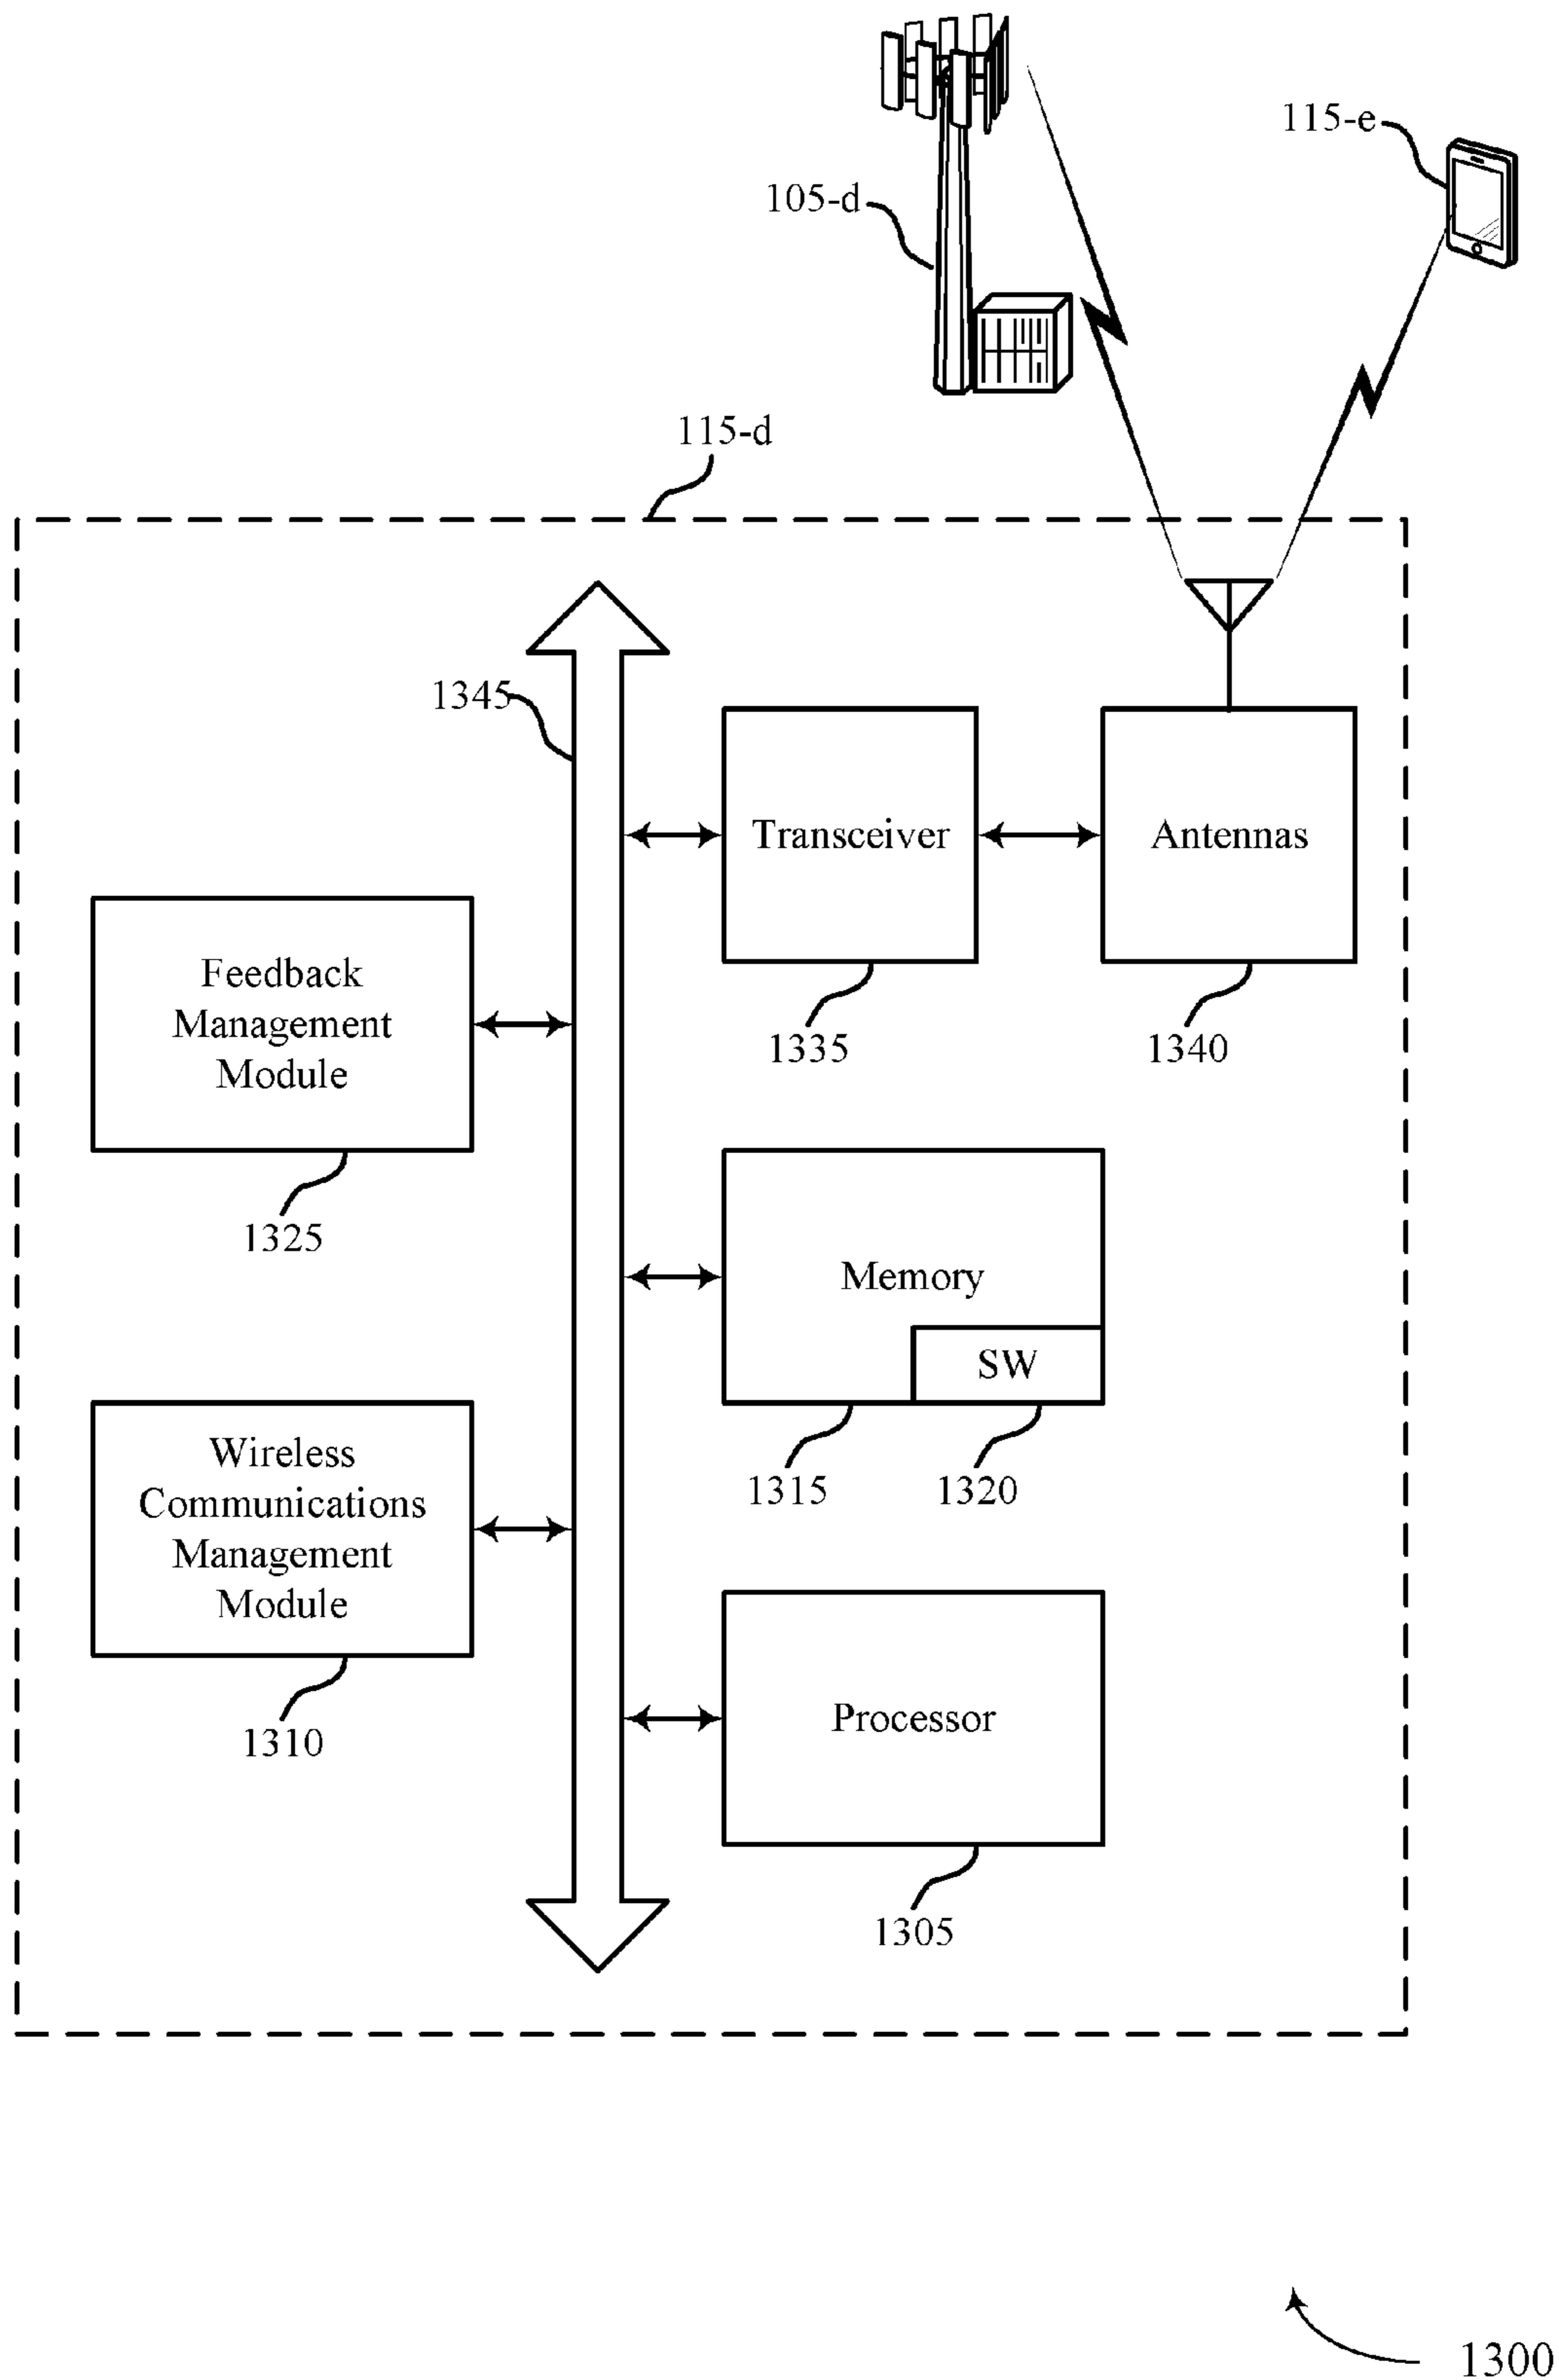 115-e
105-d
115-d
1345
Transceiver
Antennas
Feedback
Management
Module
1335
1340
1325
Memory
SW
Wireless
Communications
Management
Module
1315
1320
1310
Processor
1305
1300